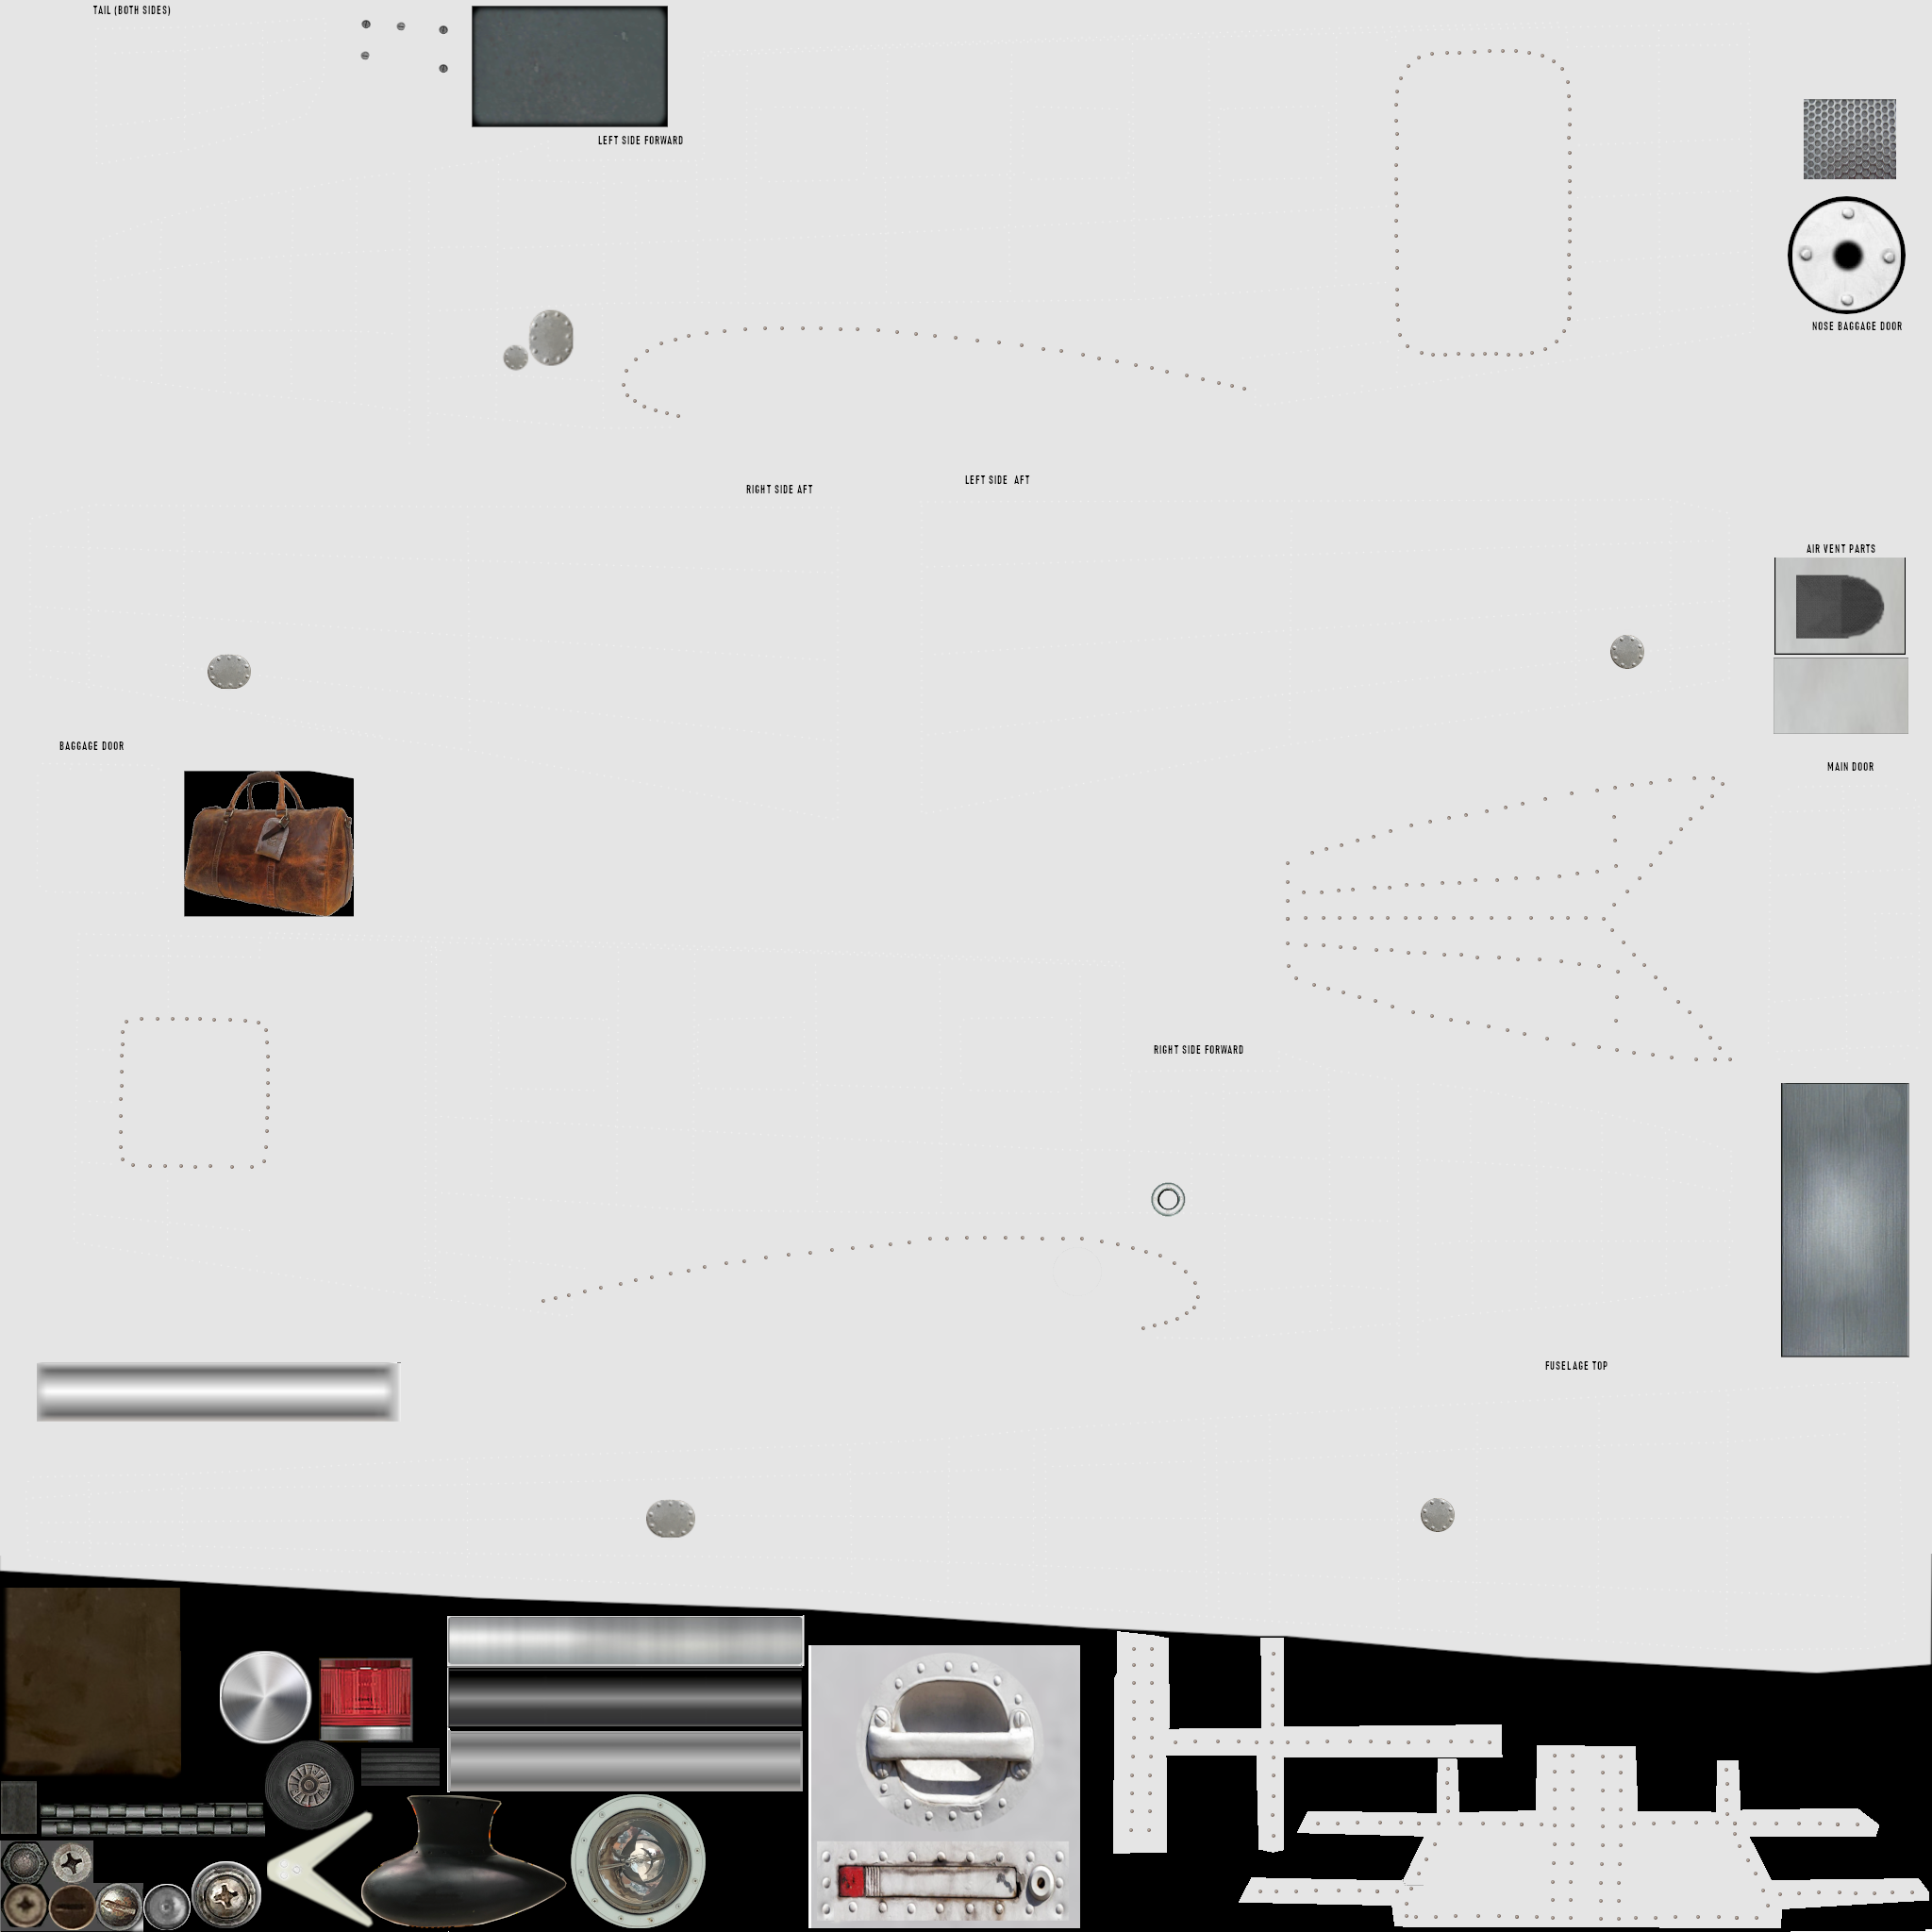 TAIL (BOTH SIDES)
LEFT SIDE FORWARD
NOSE BAGGAGE DOOR
LEFT SIDE AFT
RIGHT SIDE AFT
AIR VENT PARTS
BAGGAGE DOOR
MAIN DOOR
RIGHT SIDE FORWARD
FUSELAGE TOP